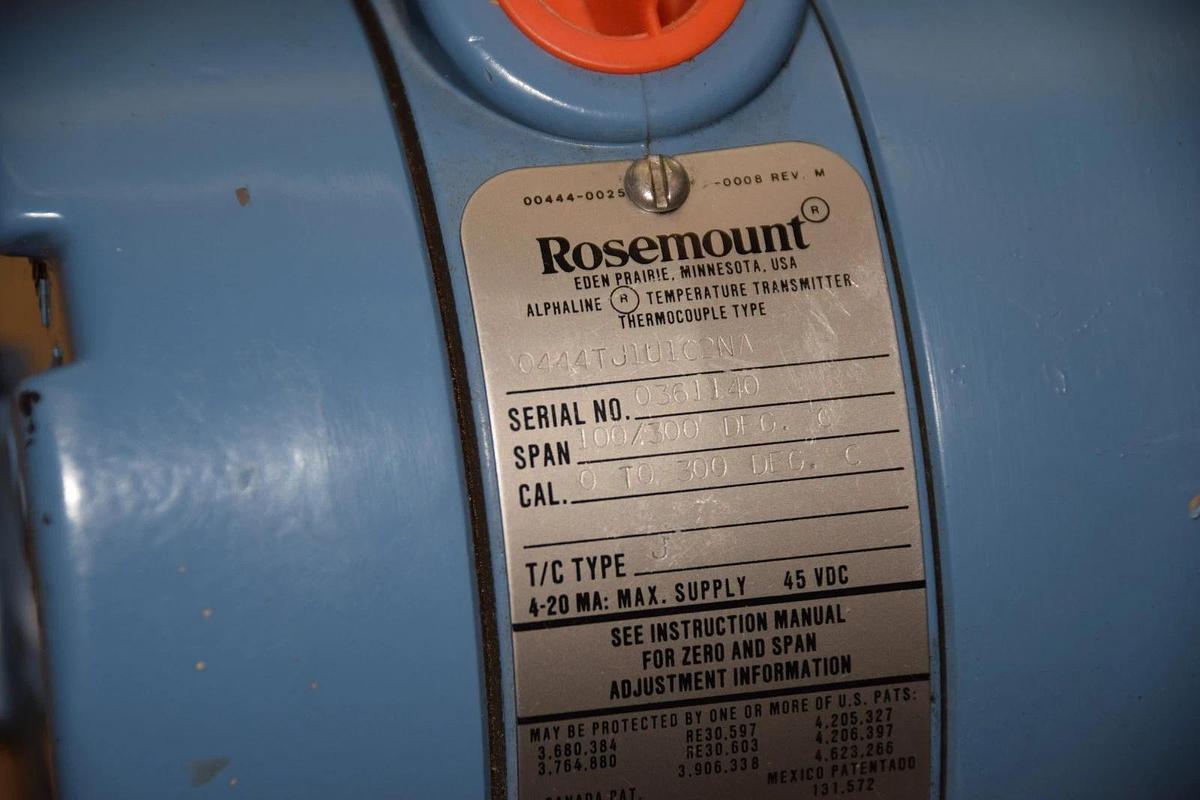 00444-0025 -0008 REV. M
Rosemount ®
EDEN PRAIRIE, MINNESOTA, USA
ALPHALINE ® TEMPERATURE TRANSMITTER
THERMOCOUPLE TYPE
0444TJ1U1C2NA
SERIAL NO. 0361140
SPAN 100/300 DEG. C
CAL. 0 TO 300 DEG. C
T/C TYPE J
4-20 MA: MAX. SUPPLY 45 VDC
SEE INSTRUCTION MANUAL
FOR ZERO AND SPAN
ADJUSTMENT INFORMATION
MAY BE PROTECTED BY ONE OR MORE OF U.S. PATS:
3,680,384 RE30,597 4,205,327
3,764,880 RE30,603 4,206,397
3,906,338 4,623,266
CANADA PAT. MEXICO PATENTADO
131,572